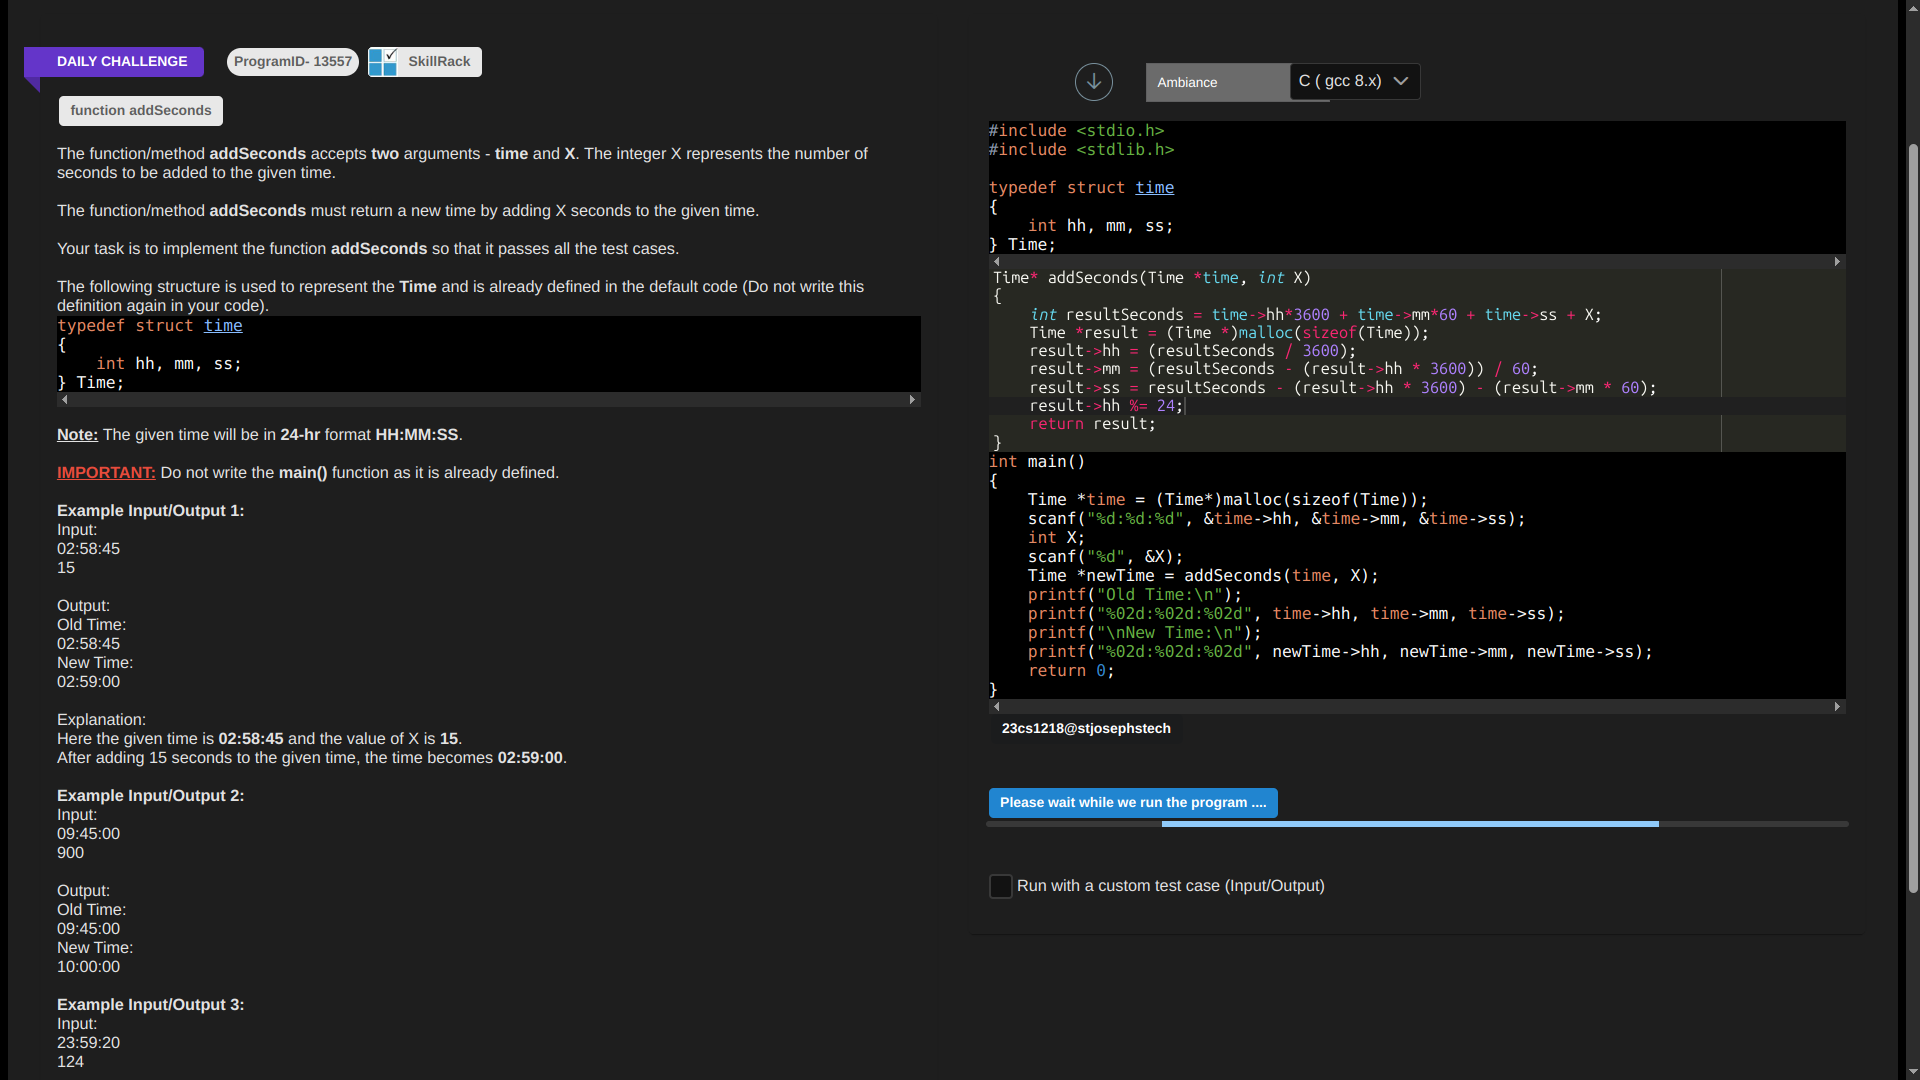 DAILY CHALLENGE
ProgramID- 13557
SkillRack
function addSeconds
The function/method addSeconds accepts two arguments - time and X. The integer X represents the number of
seconds to be added to the given time.
The function/method addSeconds must return a new time by adding X seconds to the given time.
Your task is to implement the function addSeconds so that it passes all the test cases.
The following structure is used to represent the Time and is already defined in the default code (Do not write this
definition again in your code).
typedef struct time
{
    int hh, mm, ss;
} Time;
Note: The given time will be in 24-hr format HH:MM:SS.
IMPORTANT: Do not write the main() function as it is already defined.
Example Input/Output 1:
Input:
02:58:45
15
Output:
Old Time:
02:58:45
New Time:
02:59:00
Explanation:
Here the given time is 02:58:45 and the value of X is 15.
After adding 15 seconds to the given time, the time becomes 02:59:00.
Example Input/Output 2:
Input:
09:45:00
900
Output:
Old Time:
09:45:00
New Time:
10:00:00
Example Input/Output 3:
Input:
23:59:20
124
Ambiance
C ( gcc 8.x)
#include <stdio.h>
#include <stdlib.h>
typedef struct time
{
    int hh, mm, ss;
} Time;
Time* addSeconds(Time *time, int X)
{
    int resultSeconds = time->hh*3600 + time->mm*60 + time->ss + X;
    Time *result = (Time *)malloc(sizeof(Time));
    result->hh = (resultSeconds / 3600);
    result->mm = (resultSeconds - (result->hh * 3600)) / 60;
    result->ss = resultSeconds - (result->hh * 3600) - (result->mm * 60);
    result->hh %= 24;
    return result;
}
int main()
{
    Time *time = (Time*)malloc(sizeof(Time));
    scanf("%d:%d:%d", &time->hh, &time->mm, &time->ss);
    int X;
    scanf("%d", &X);
    Time *newTime = addSeconds(time, X);
    printf("Old Time:\n");
    printf("%02d:%02d:%02d", time->hh, time->mm, time->ss);
    printf("\nNew Time:\n");
    printf("%02d:%02d:%02d", newTime->hh, newTime->mm, newTime->ss);
    return 0;
}
23cs1218@stjosephstech
Please wait while we run the program ....
Run with a custom test case (Input/Output)